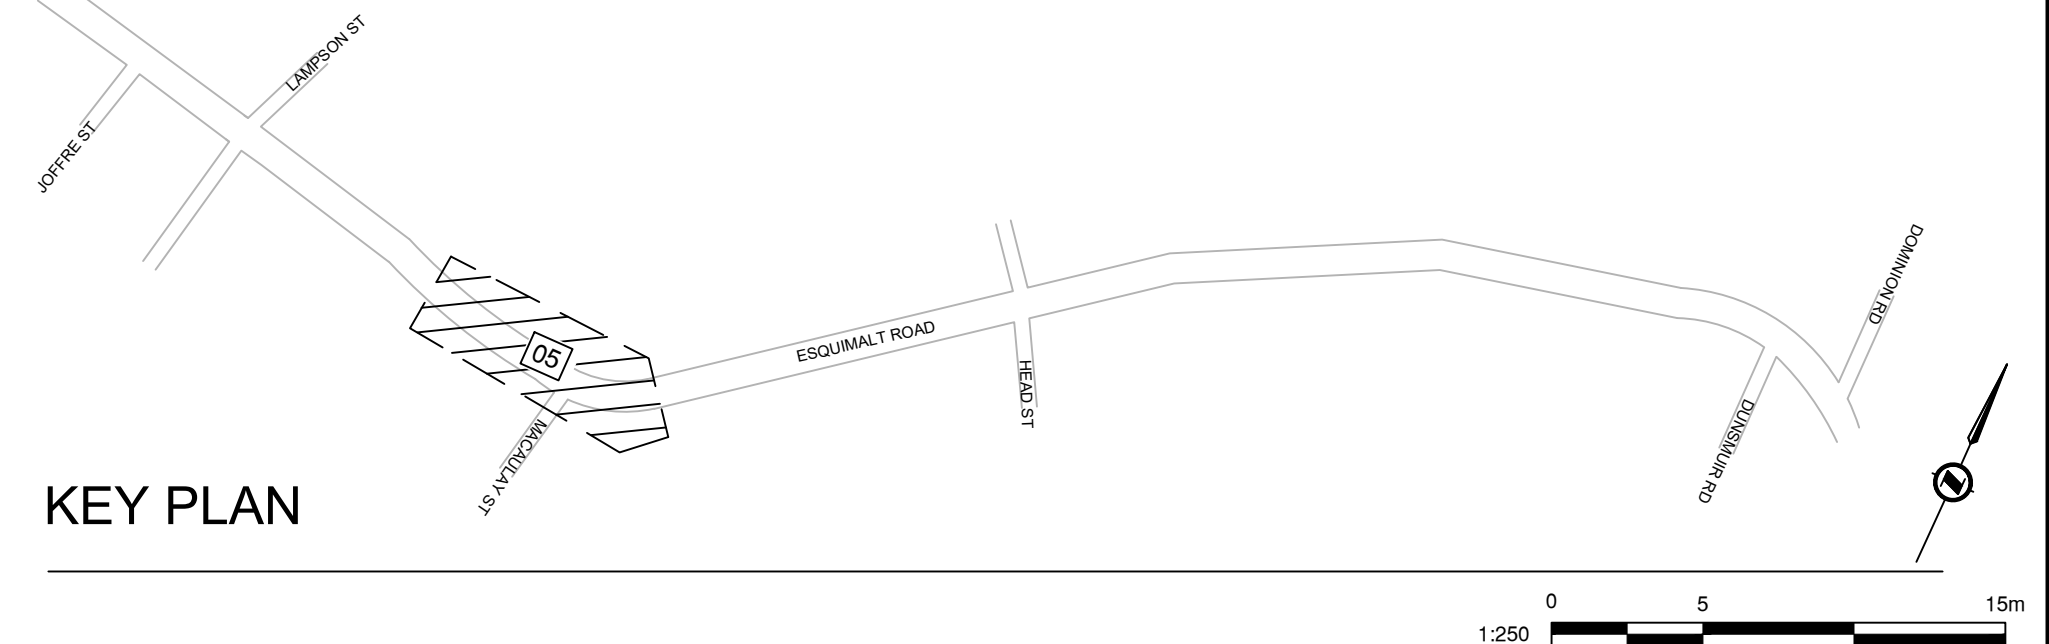 LAMPSON ST
JOFFRE ST
05
MACAULAY ST
ESQUIMALT ROAD
HEAD ST
DOMINION RD
DUNSMUIR RD
KEY PLAN
N
0 5 15m
1:250